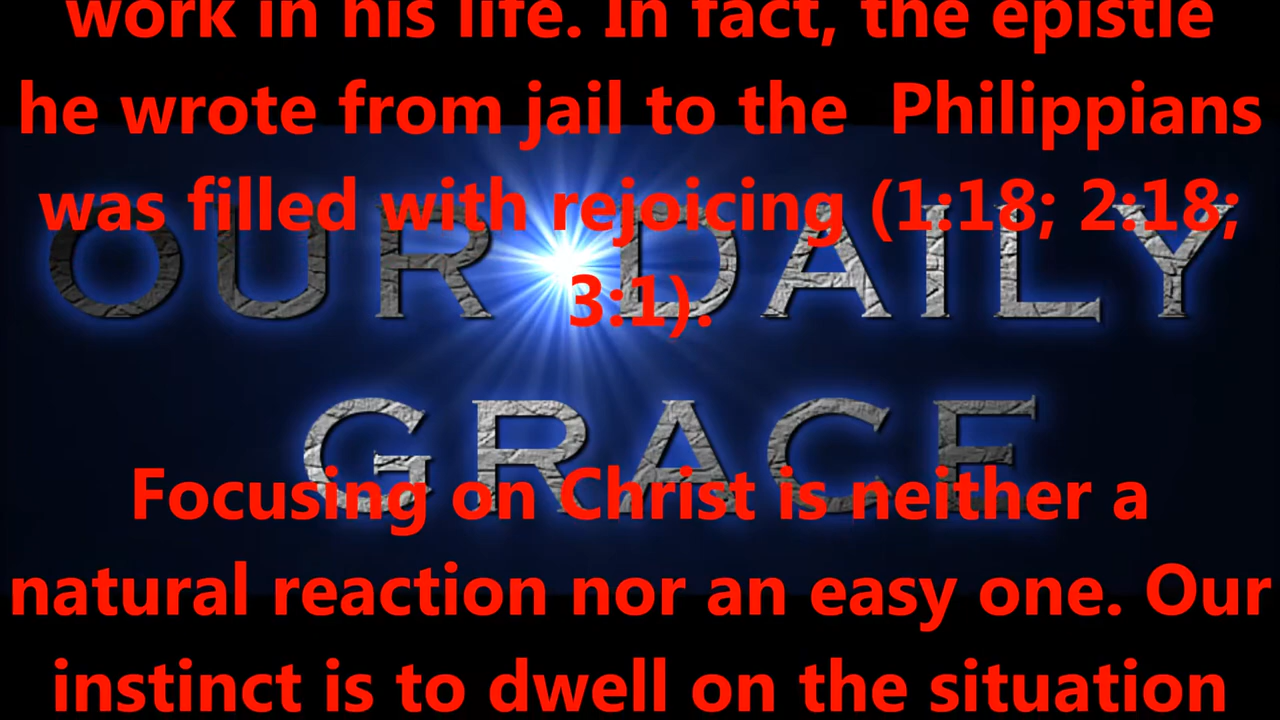 work in his life. In fact, the epistle
he wrote from jail to the  Philippians
was filled with rejoicing (1:18; 2:18;
3:1).
OUR DAILY
GRACE
Focusing on Christ is neither a
natural reaction nor an easy one. Our
instinct is to dwell on the situation